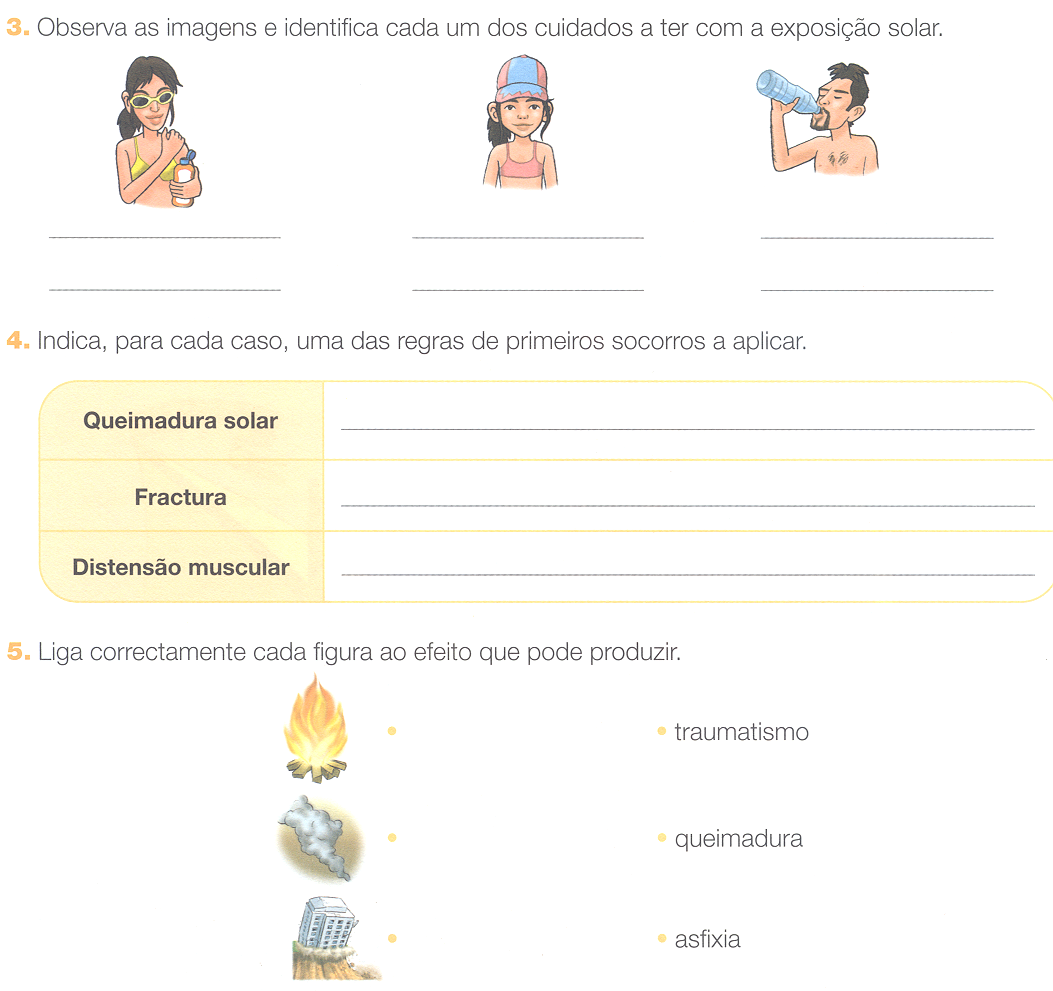 3. Observa as imagens e identifica cada um dos cuidados a ter com a exposição solar.
4. Indica, para cada caso, uma das regras de primeiros socorros a aplicar.
Queimadura solar
Fractura
Distensão muscular
5. Liga correctamente cada figura ao efeito que pode produzir.
• traumatismo
• queimadura
• asfixia